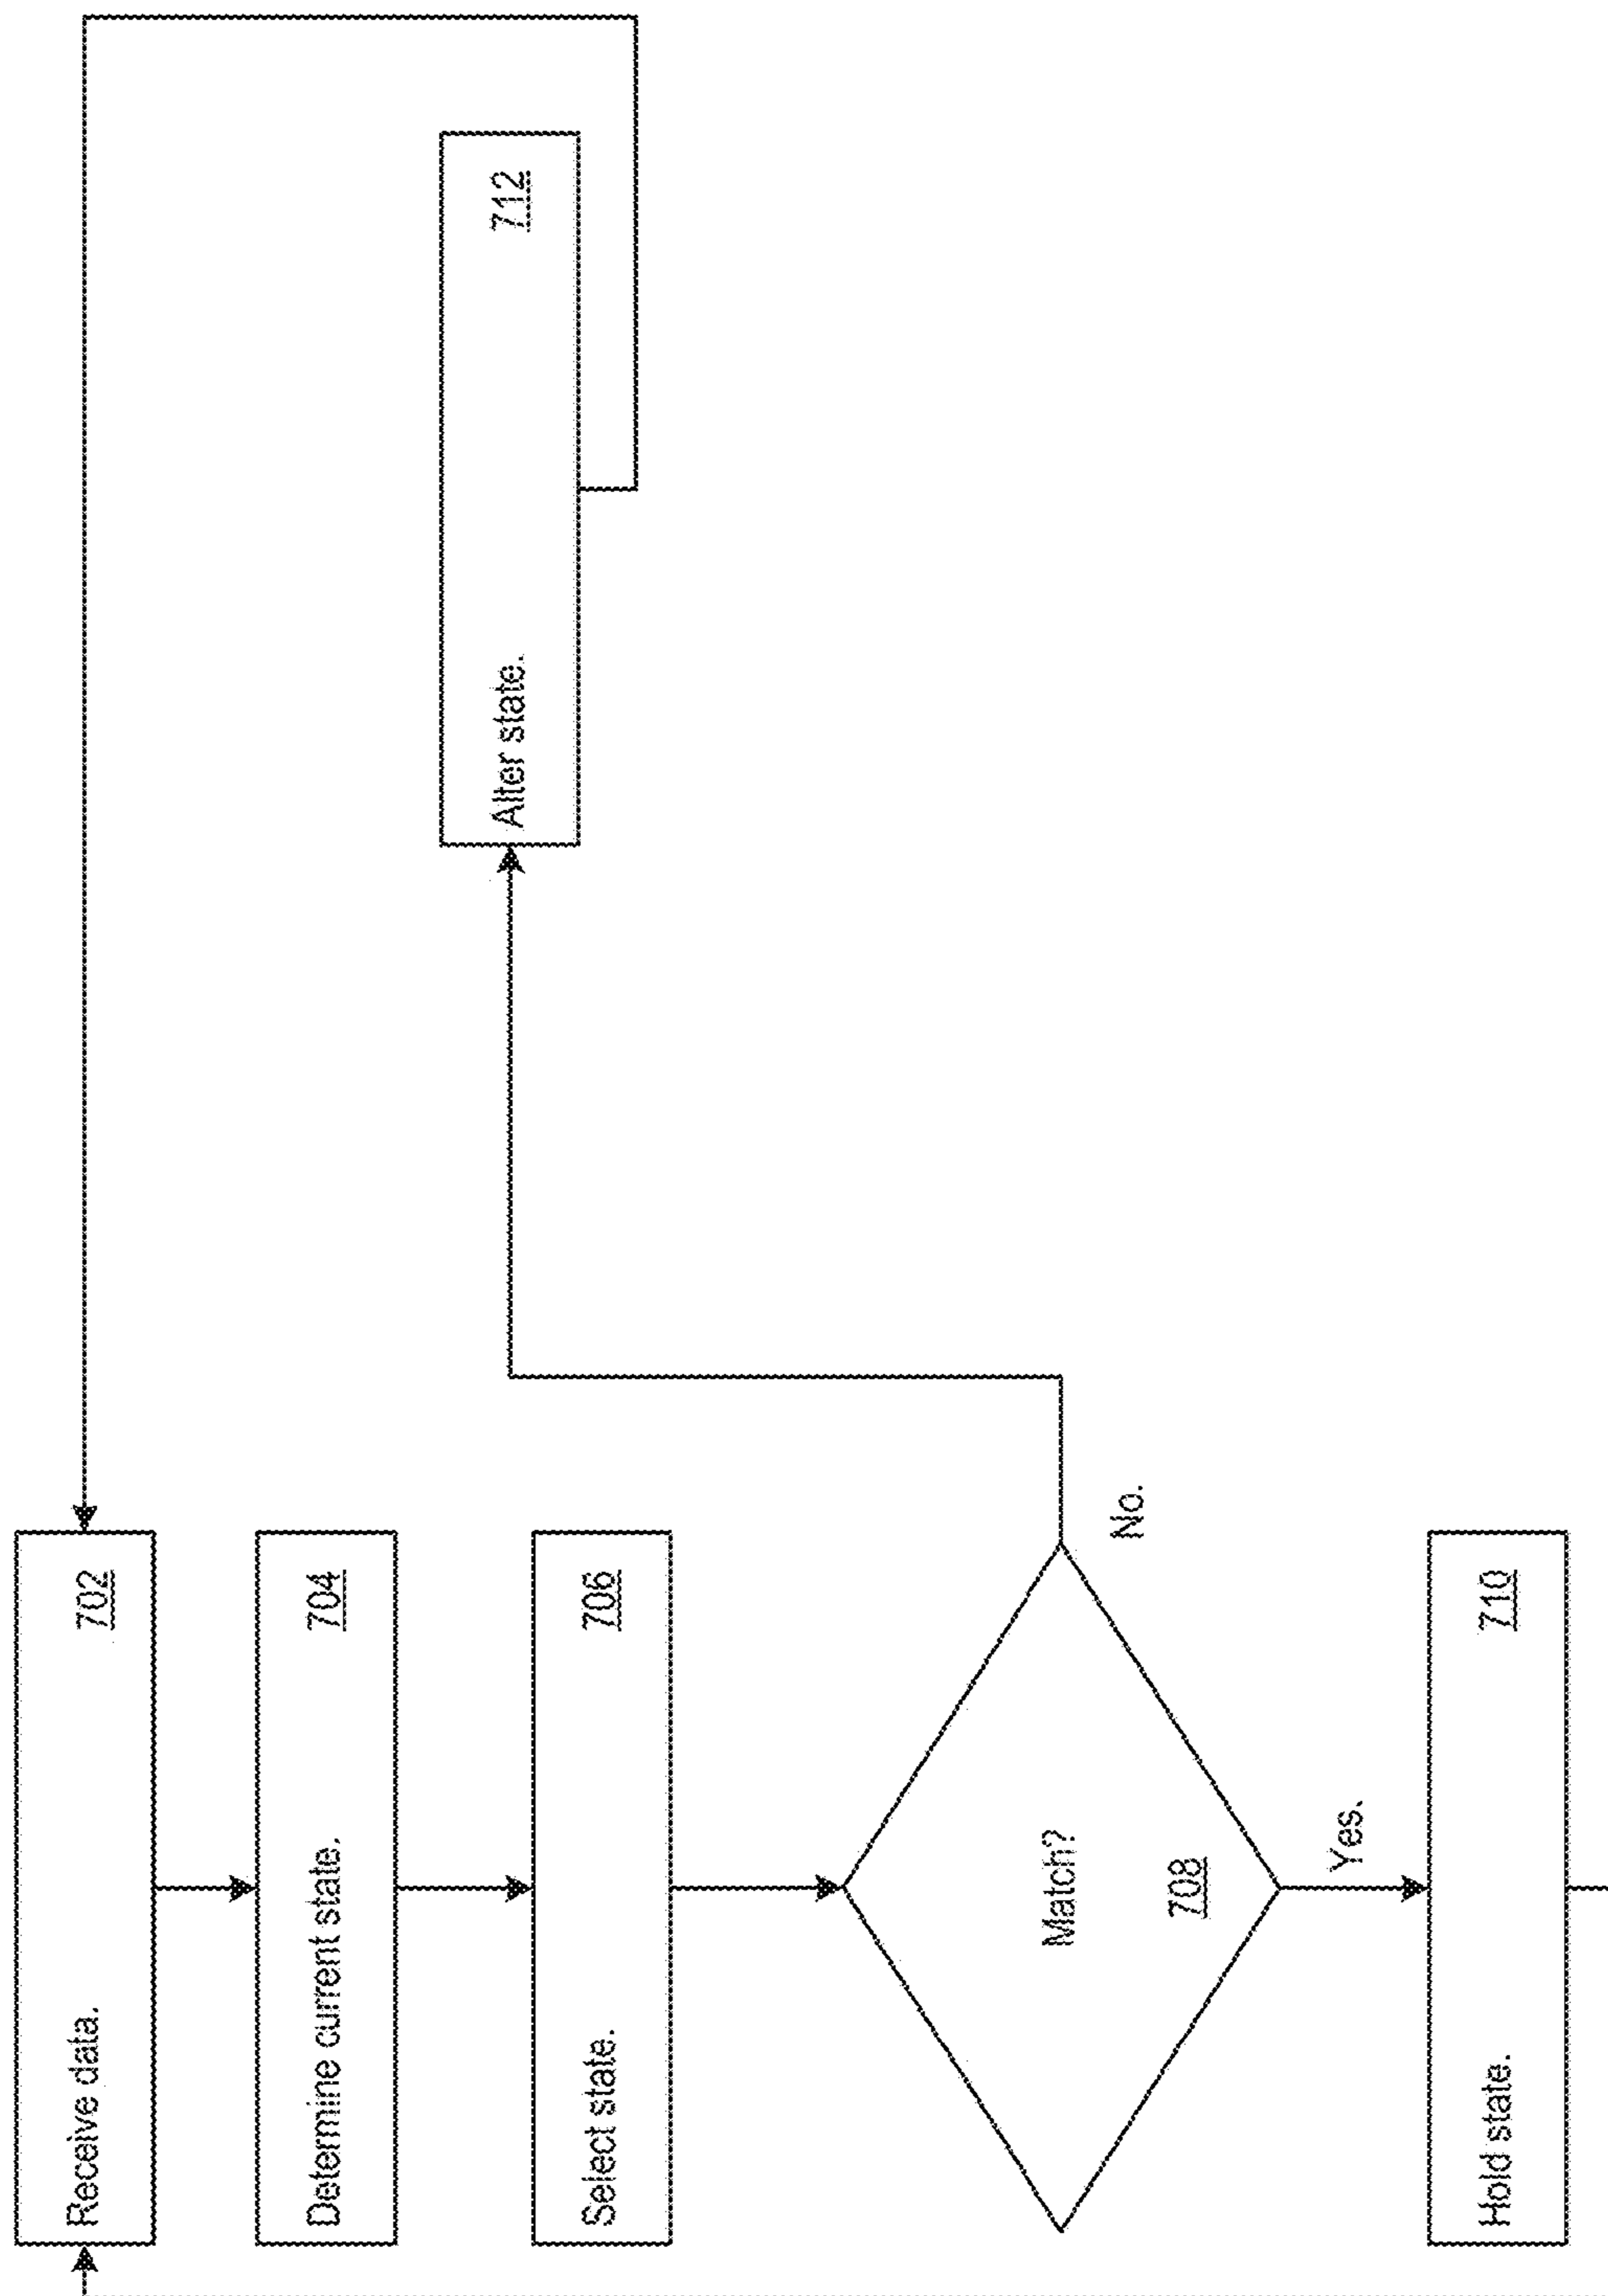 Receive data. 702
Determine current state. 704
Select state. 706
Match?
708
No.
Yes.
Hold state. 710
Alter state. 712